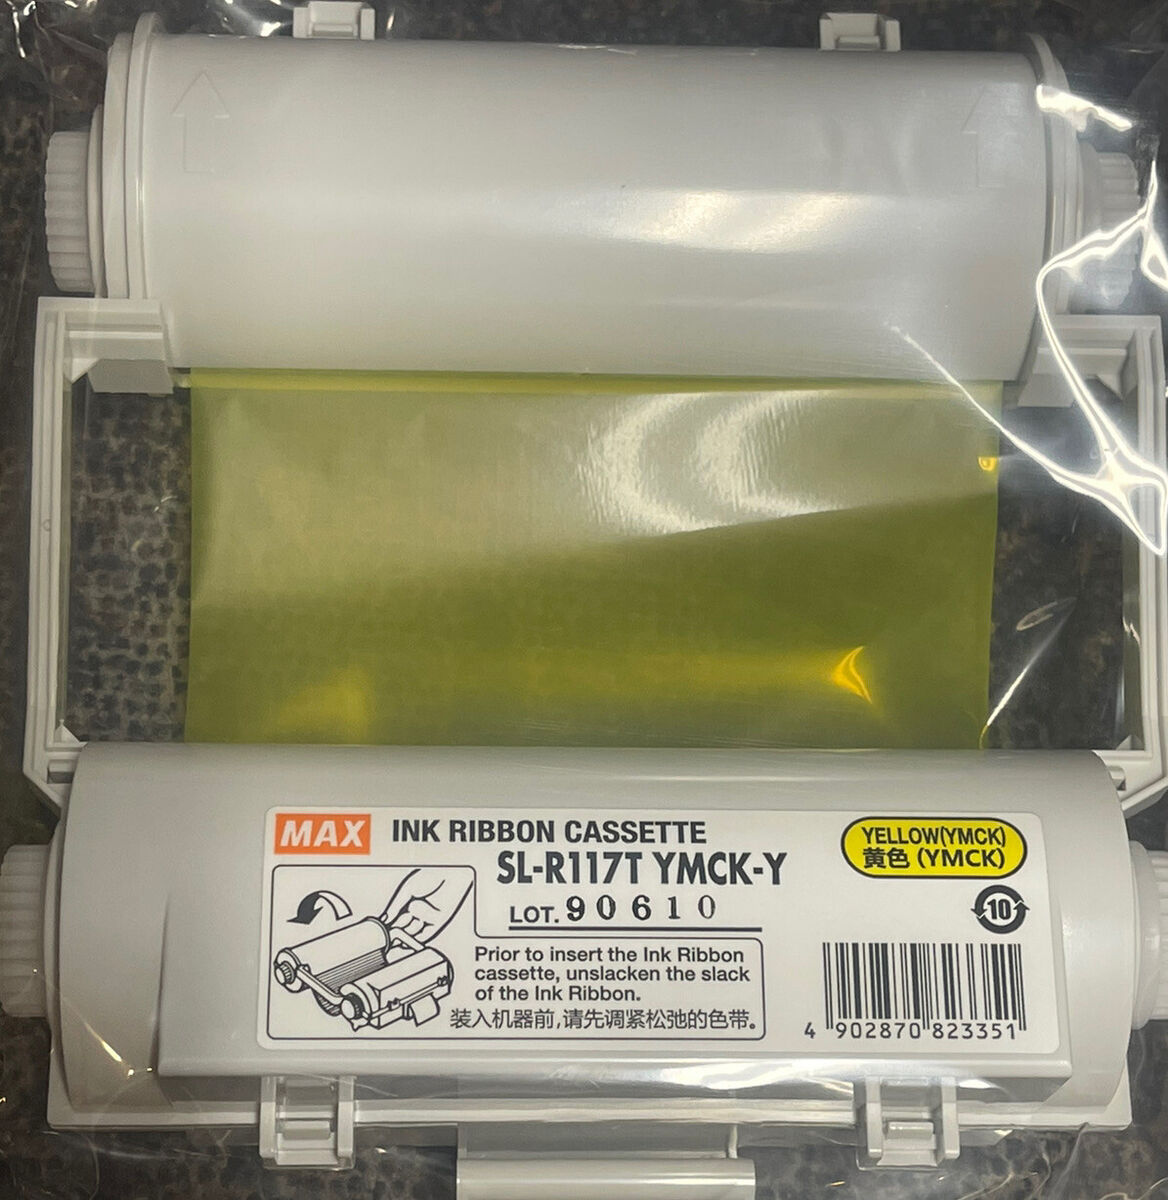 MAX INK RIBBON CASSETTE
SL-R117T YMCK-Y
LOT. 90610
YELLOW(YMCK)
黄色 (YMCK)
10
Prior to insert the Ink Ribbon
cassette, unslacken the slack
of the Ink Ribbon.
装入机器前,请先调紧松弛的色带。
4 902870 823351